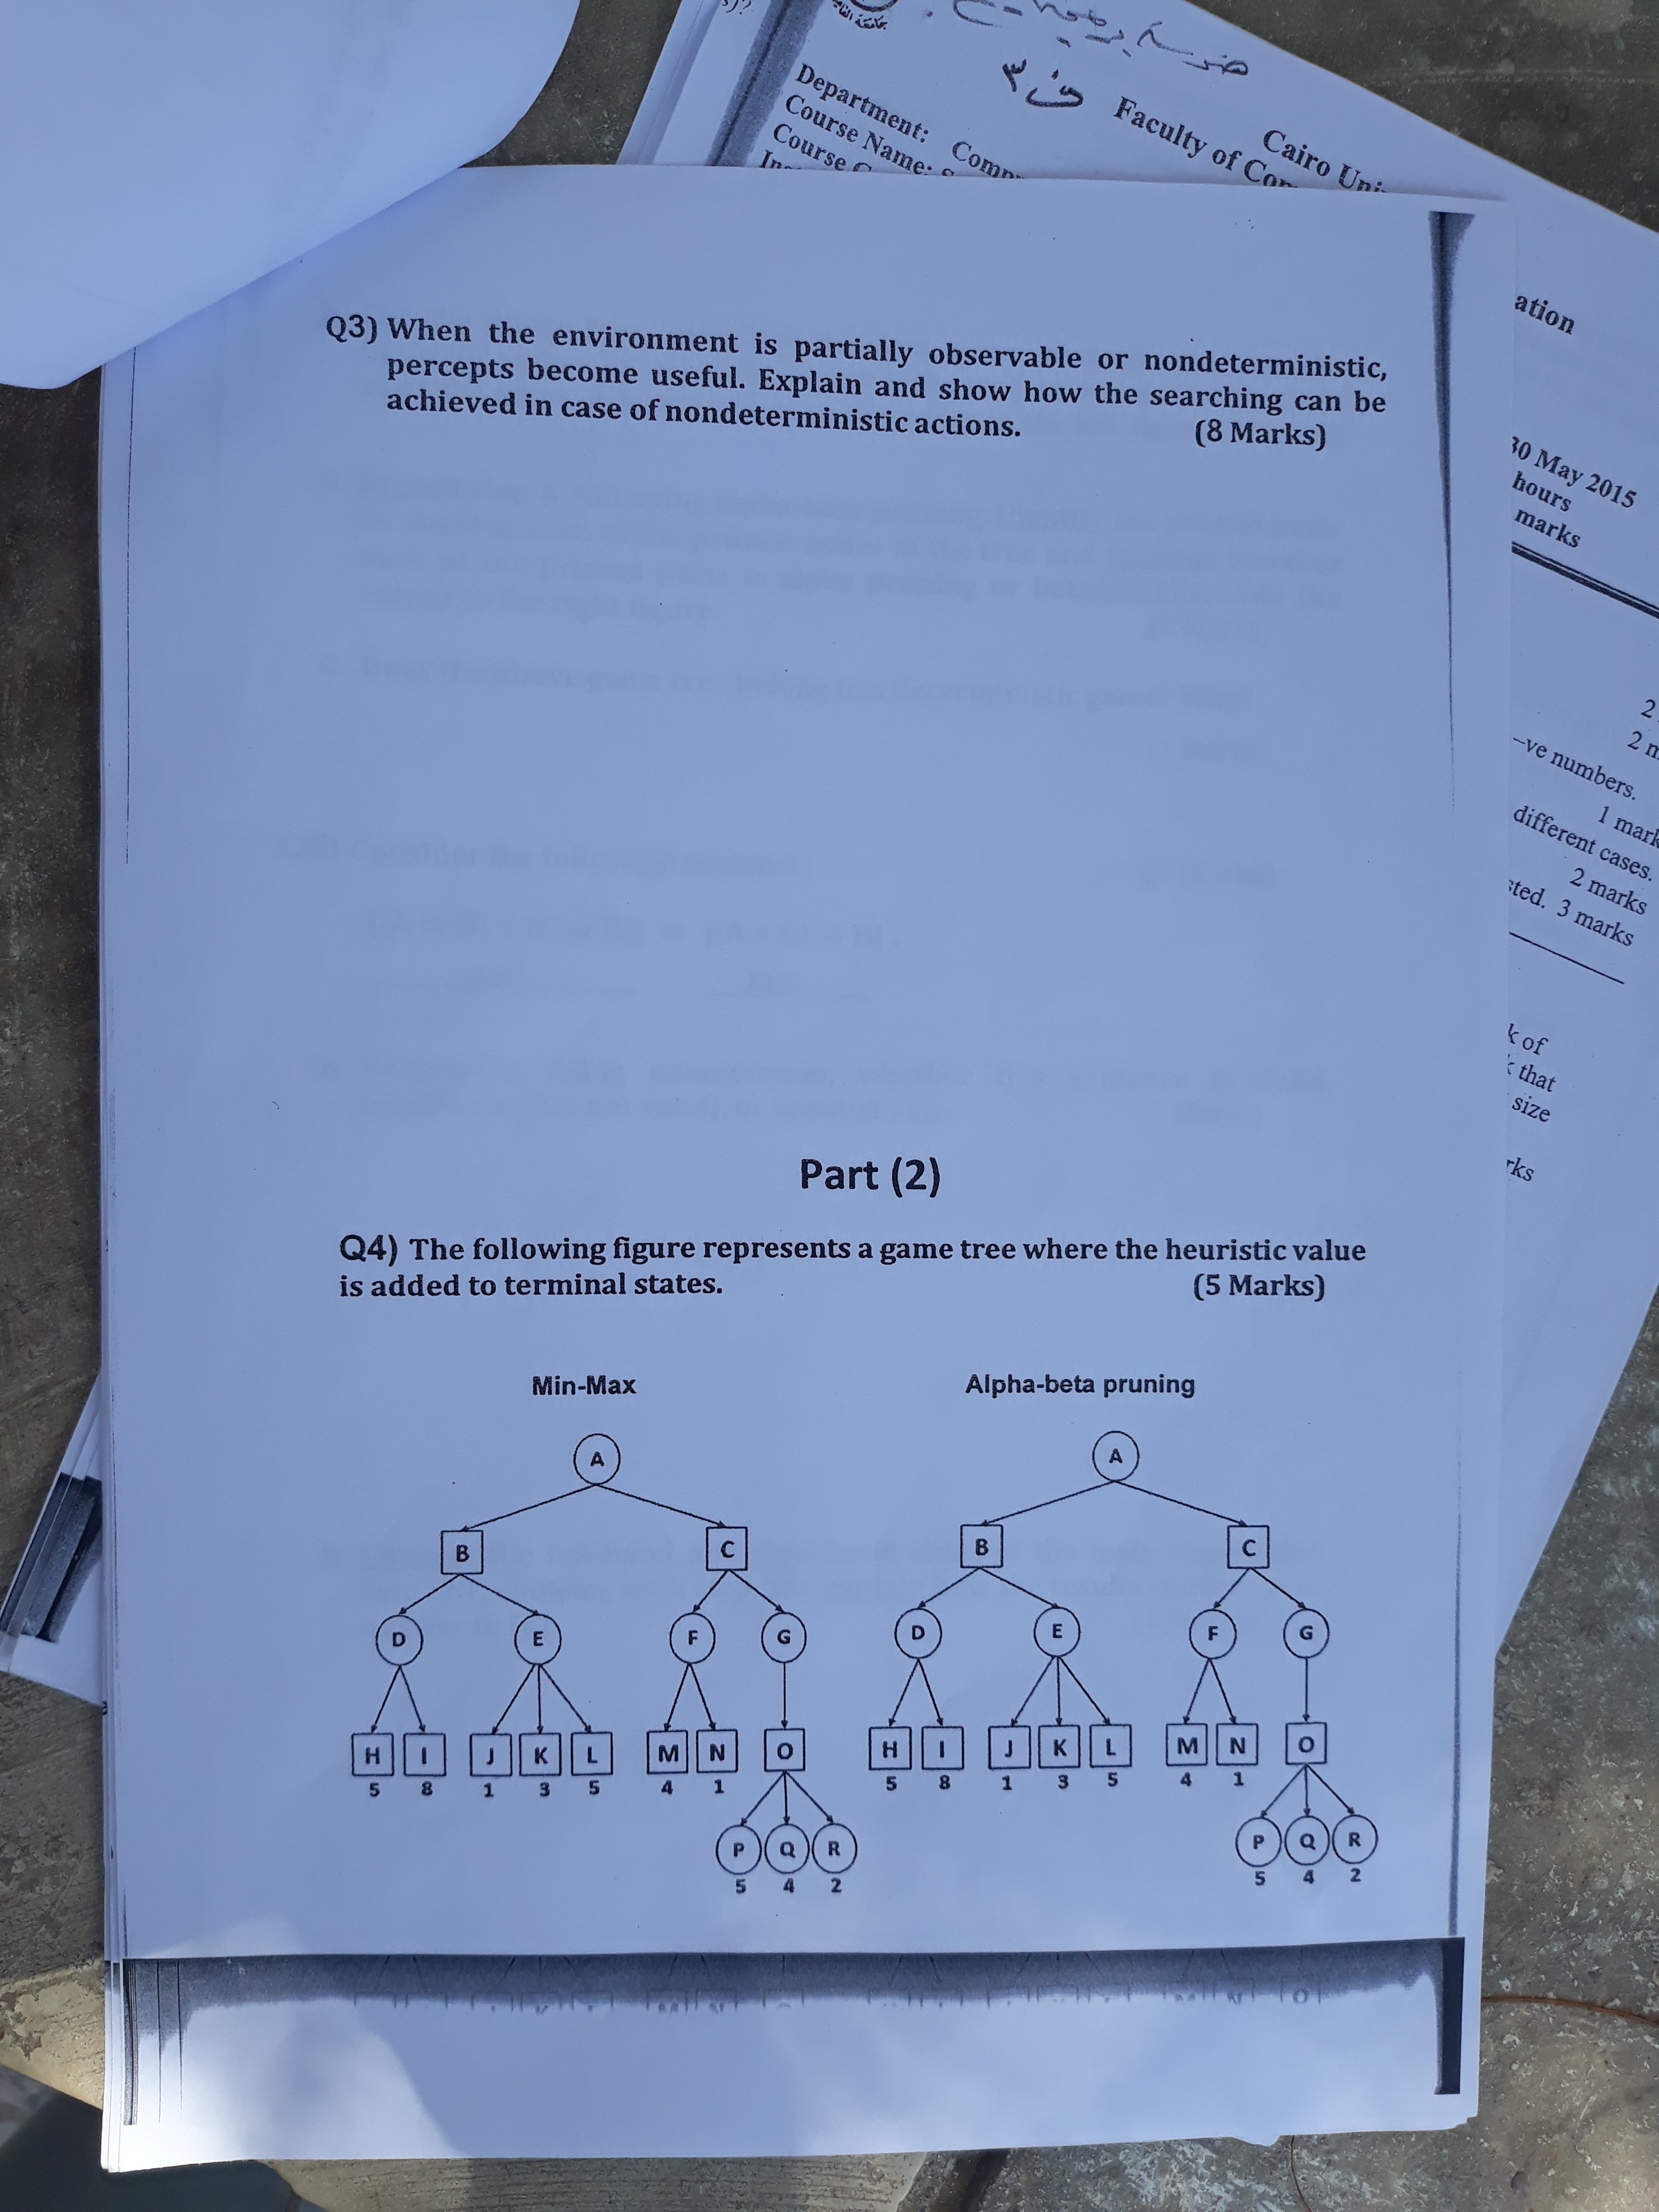 Department: Comp
Course Name: S
Course C
Cairo Uni
Faculty of Con
ation
30 May 2015
hours
marks
2
2 m
–ve numbers.
1 mark
different cases.
2 marks
sted. 3 marks
k of
that
size
rks
Q3) When the environment is partially observable or nondeterministic,
percepts become useful. Explain and show how the searching can be
achieved in case of nondeterministic actions. (8 Marks)
Part (2)
Q4) The following figure represents a game tree where the heuristic value
is added to terminal states. (5 Marks)
Min-Max
A
B C
D E F G
H I J K L M N O
5 8 1 3 5 4 1
P Q R
5 4 2
Alpha-beta pruning
A
B C
D E F G
H I J K L M N O
5 8 1 3 5 4 1
P Q R
5 4 2